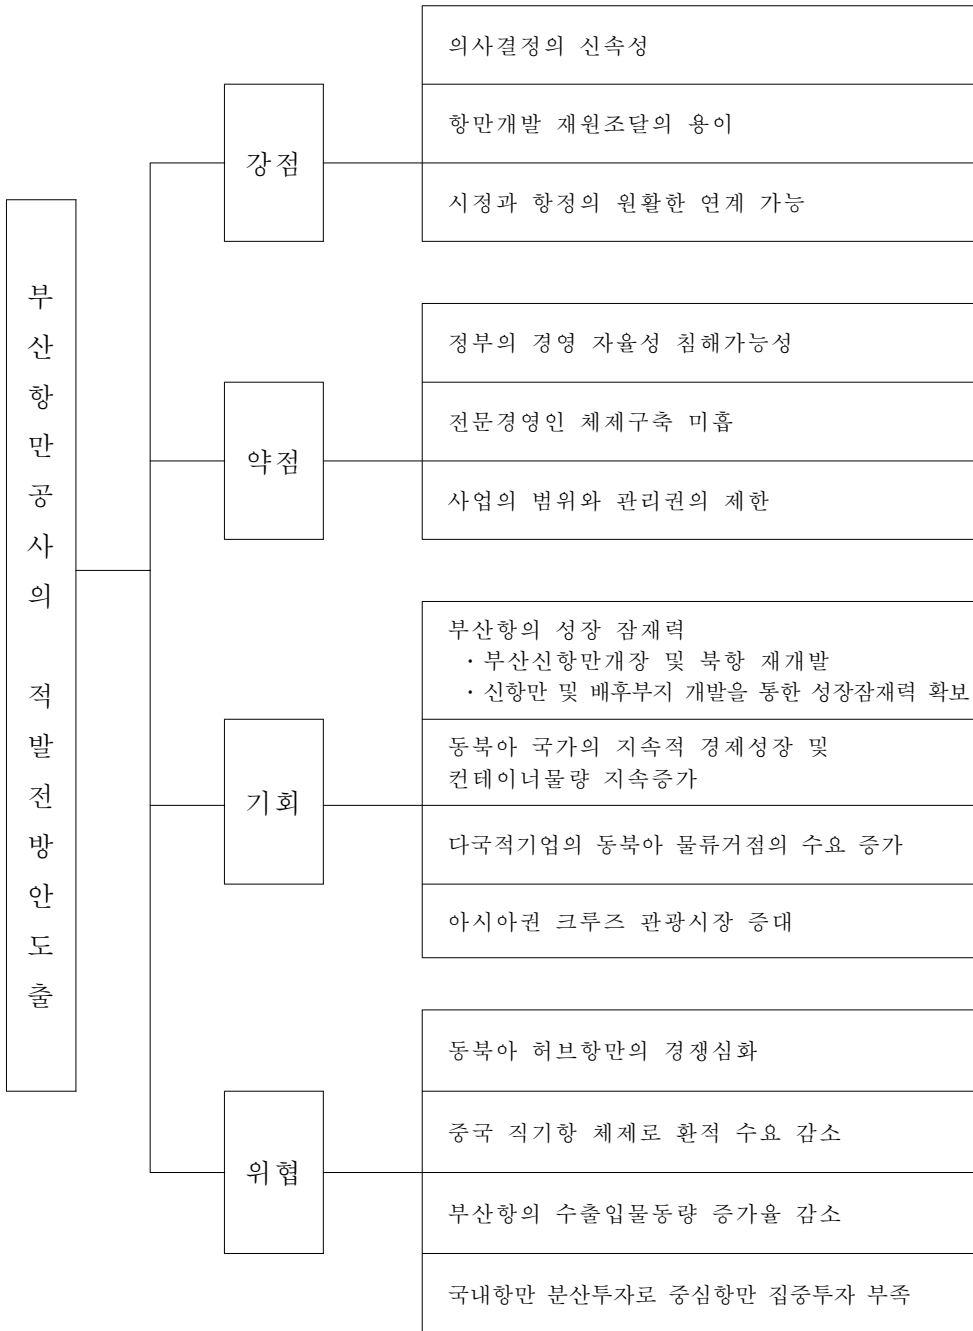 부산항만공사의 적발전방안도출
강점
의사결정의 신속성
항만개발 재원조달의 용이
시정과 항정의 원활한 연계 가능
약점
정부의 경영 자율성 침해가능성
전문경영인 체제구축 미흡
사업의 범위와 관리권의 제한
기회
부산항의 성장 잠재력
· 부산신항만개장 및 북항 재개발
· 신항만 및 배후부지 개발을 통한 성장잠재력 확보
동북아 국가의 지속적 경제성장 및
컨테이너물량 지속증가
다국적기업의 동북아 물류거점의 수요 증가
아시아권 크루즈 관광시장 증대
위협
동북아 허브항만의 경쟁심화
중국 직기항 체제로 환적 수요 감소
부산항의 수출입물동량 증가율 감소
국내항만 분산투자로 중심항만 집중투자 부족